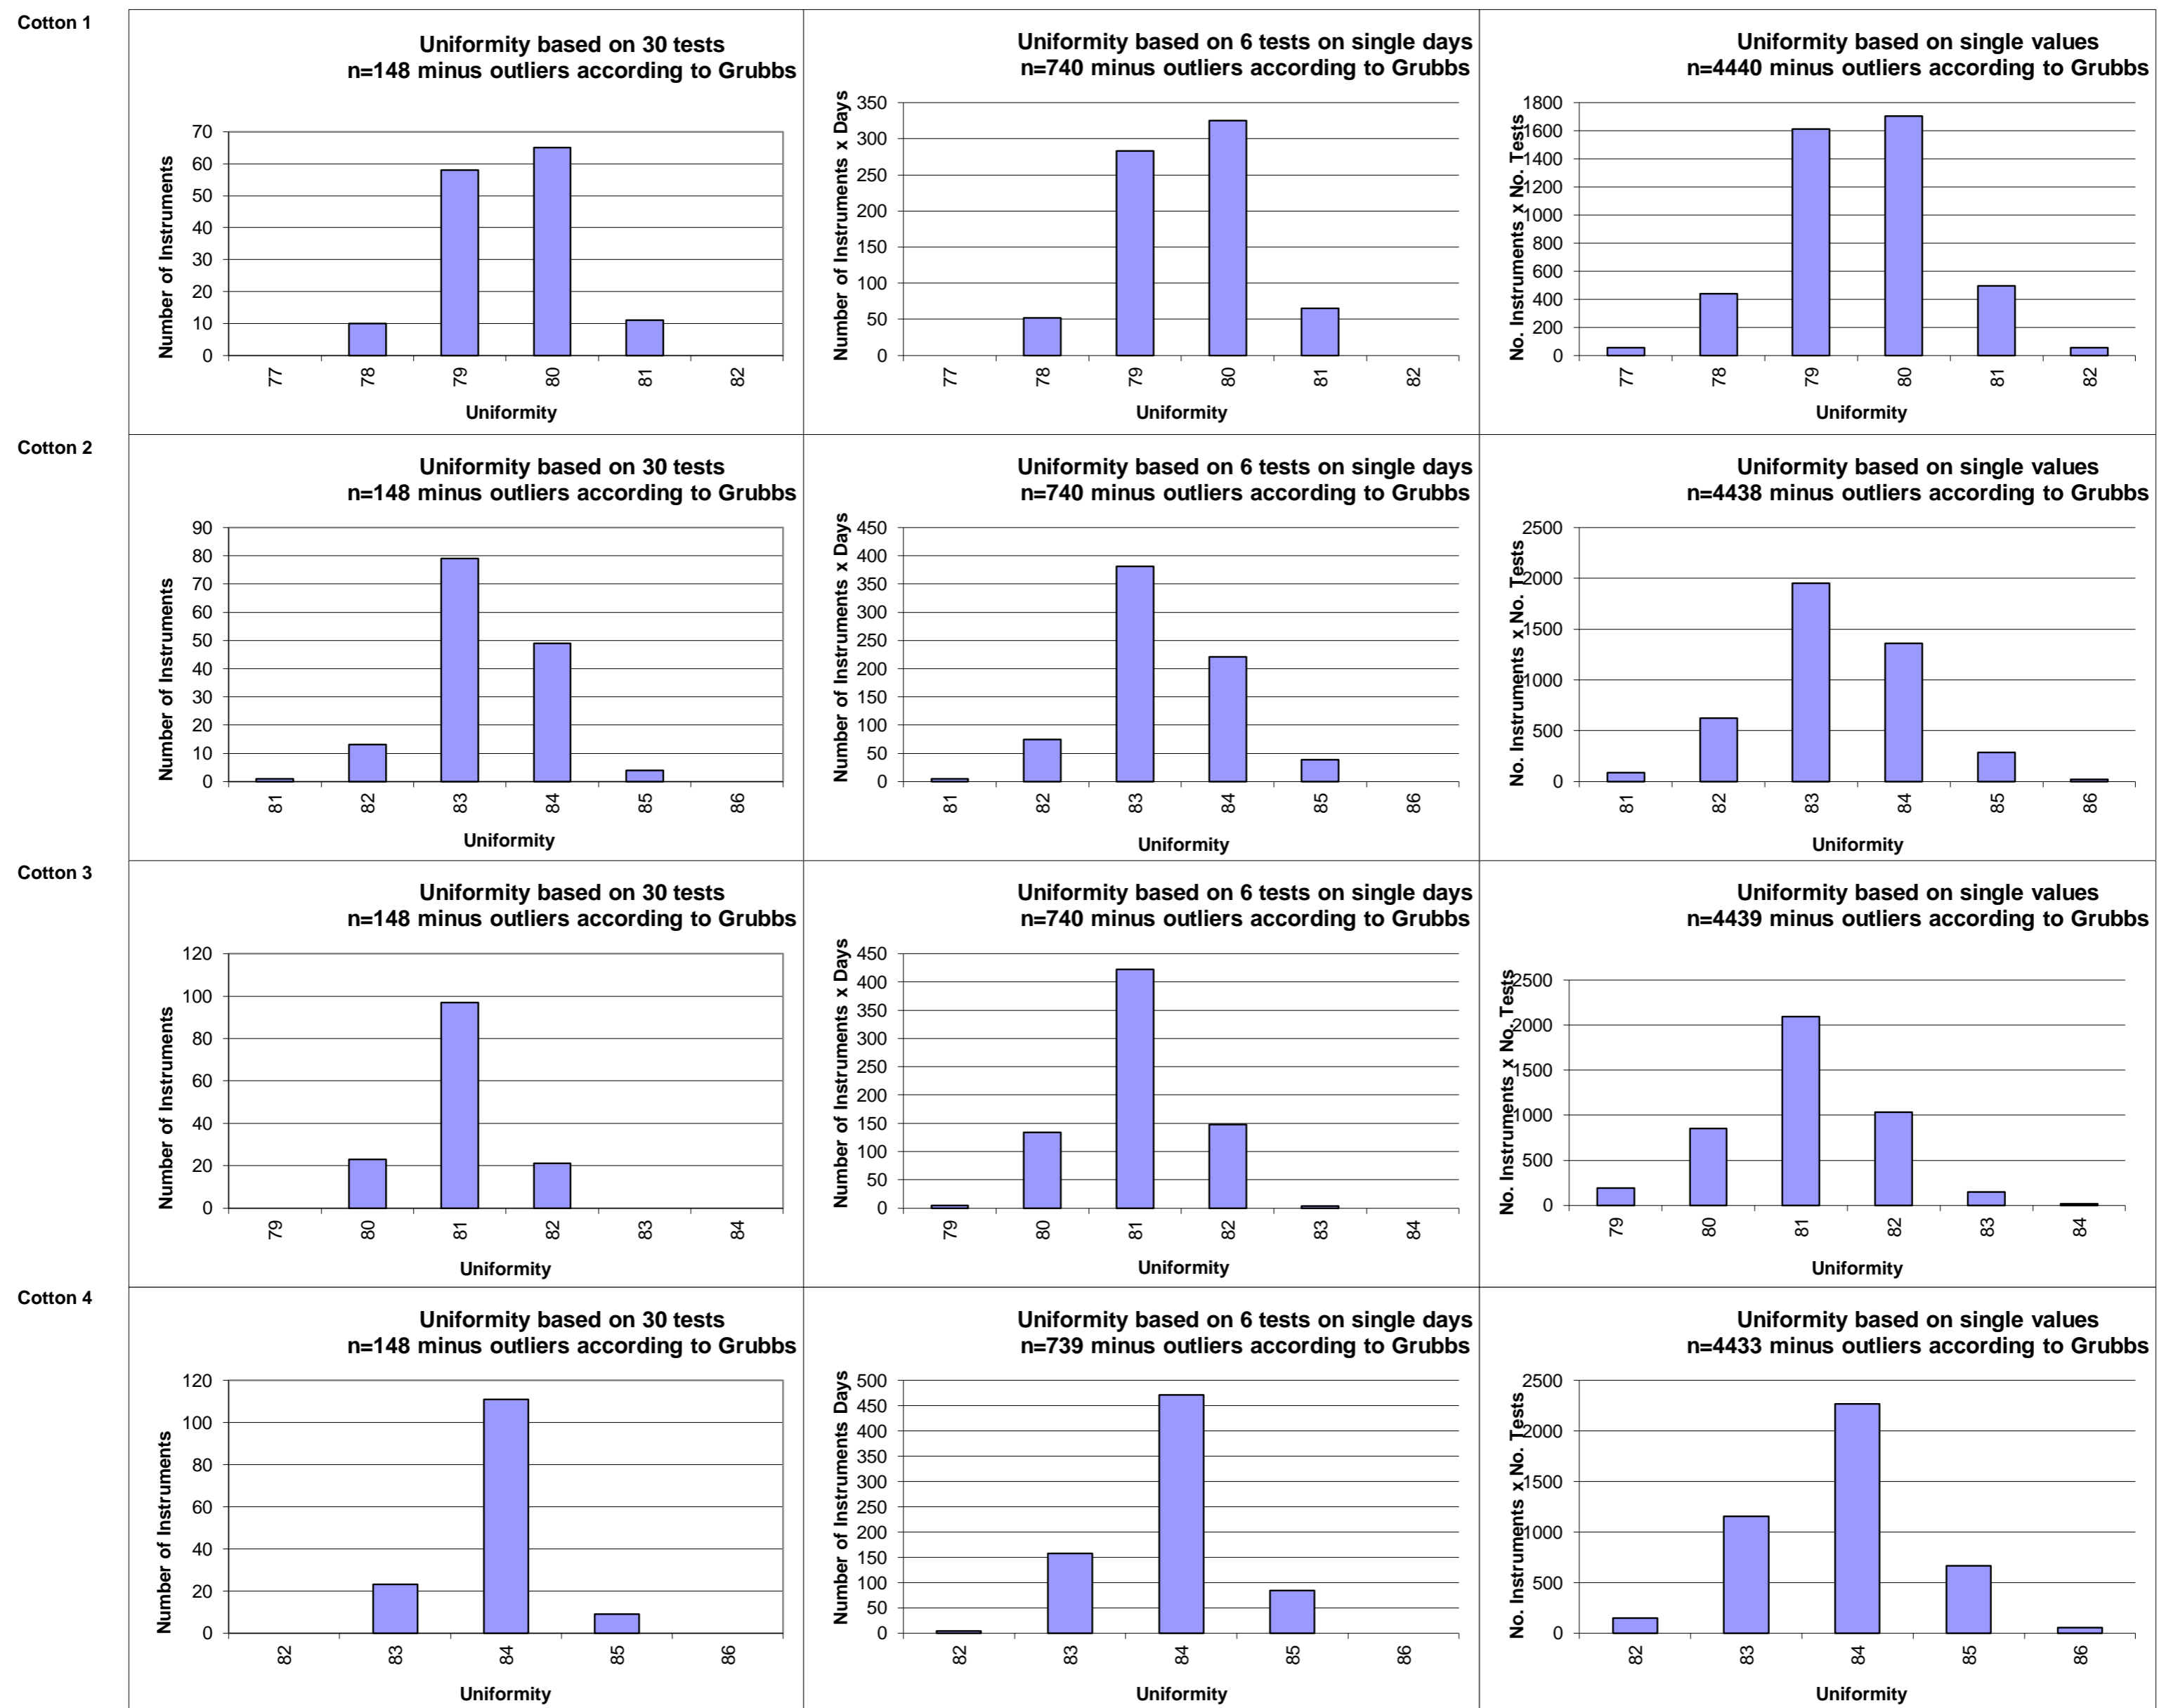 Cotton 1
Uniformity based on 30 tests
n=148 minus outliers according to Grubbs
Number of Instruments
70
60
50
40
30
20
10
0
77 78 79 80 81 82
Uniformity
Uniformity based on 6 tests on single days
n=740 minus outliers according to Grubbs
Number of Instruments x Days
350
300
250
200
150
100
50
0
77 78 79 80 81 82
Uniformity
Uniformity based on single values
n=4440 minus outliers according to Grubbs
No. Instruments x No. Tests
1800
1600
1400
1200
1000
800
600
400
200
0
77 78 79 80 81 82
Uniformity
Cotton 2
Uniformity based on 30 tests
n=148 minus outliers according to Grubbs
Number of Instruments
90
80
70
60
50
40
30
20
10
0
81 82 83 84 85 86
Uniformity
Uniformity based on 6 tests on single days
n=740 minus outliers according to Grubbs
Number of Instruments x Days
450
400
350
300
250
200
150
100
50
0
81 82 83 84 85 86
Uniformity
Uniformity based on single values
n=4438 minus outliers according to Grubbs
No. Instruments x No. Tests
2500
2000
1500
1000
500
0
81 82 83 84 85 86
Uniformity
Cotton 3
Uniformity based on 30 tests
n=148 minus outliers according to Grubbs
Number of Instruments
120
100
80
60
40
20
0
79 80 81 82 83 84
Uniformity
Uniformity based on 6 tests on single days
n=740 minus outliers according to Grubbs
Number of Instruments x Days
450
400
350
300
250
200
150
100
50
0
79 80 81 82 83 84
Uniformity
Uniformity based on single values
n=4439 minus outliers according to Grubbs
No. Instruments x No. Tests
2500
2000
1500
1000
500
0
79 80 81 82 83 84
Uniformity
Cotton 4
Uniformity based on 30 tests
n=148 minus outliers according to Grubbs
Number of Instruments
120
100
80
60
40
20
0
82 83 84 85 86
Uniformity
Uniformity based on 6 tests on single days
n=739 minus outliers according to Grubbs
Number of Instruments Days
500
450
400
350
300
250
200
150
100
50
0
82 83 84 85 86
Uniformity
Uniformity based on single values
n=4433 minus outliers according to Grubbs
No. Instruments x No. Tests
2500
2000
1500
1000
500
0
82 83 84 85 86
Uniformity